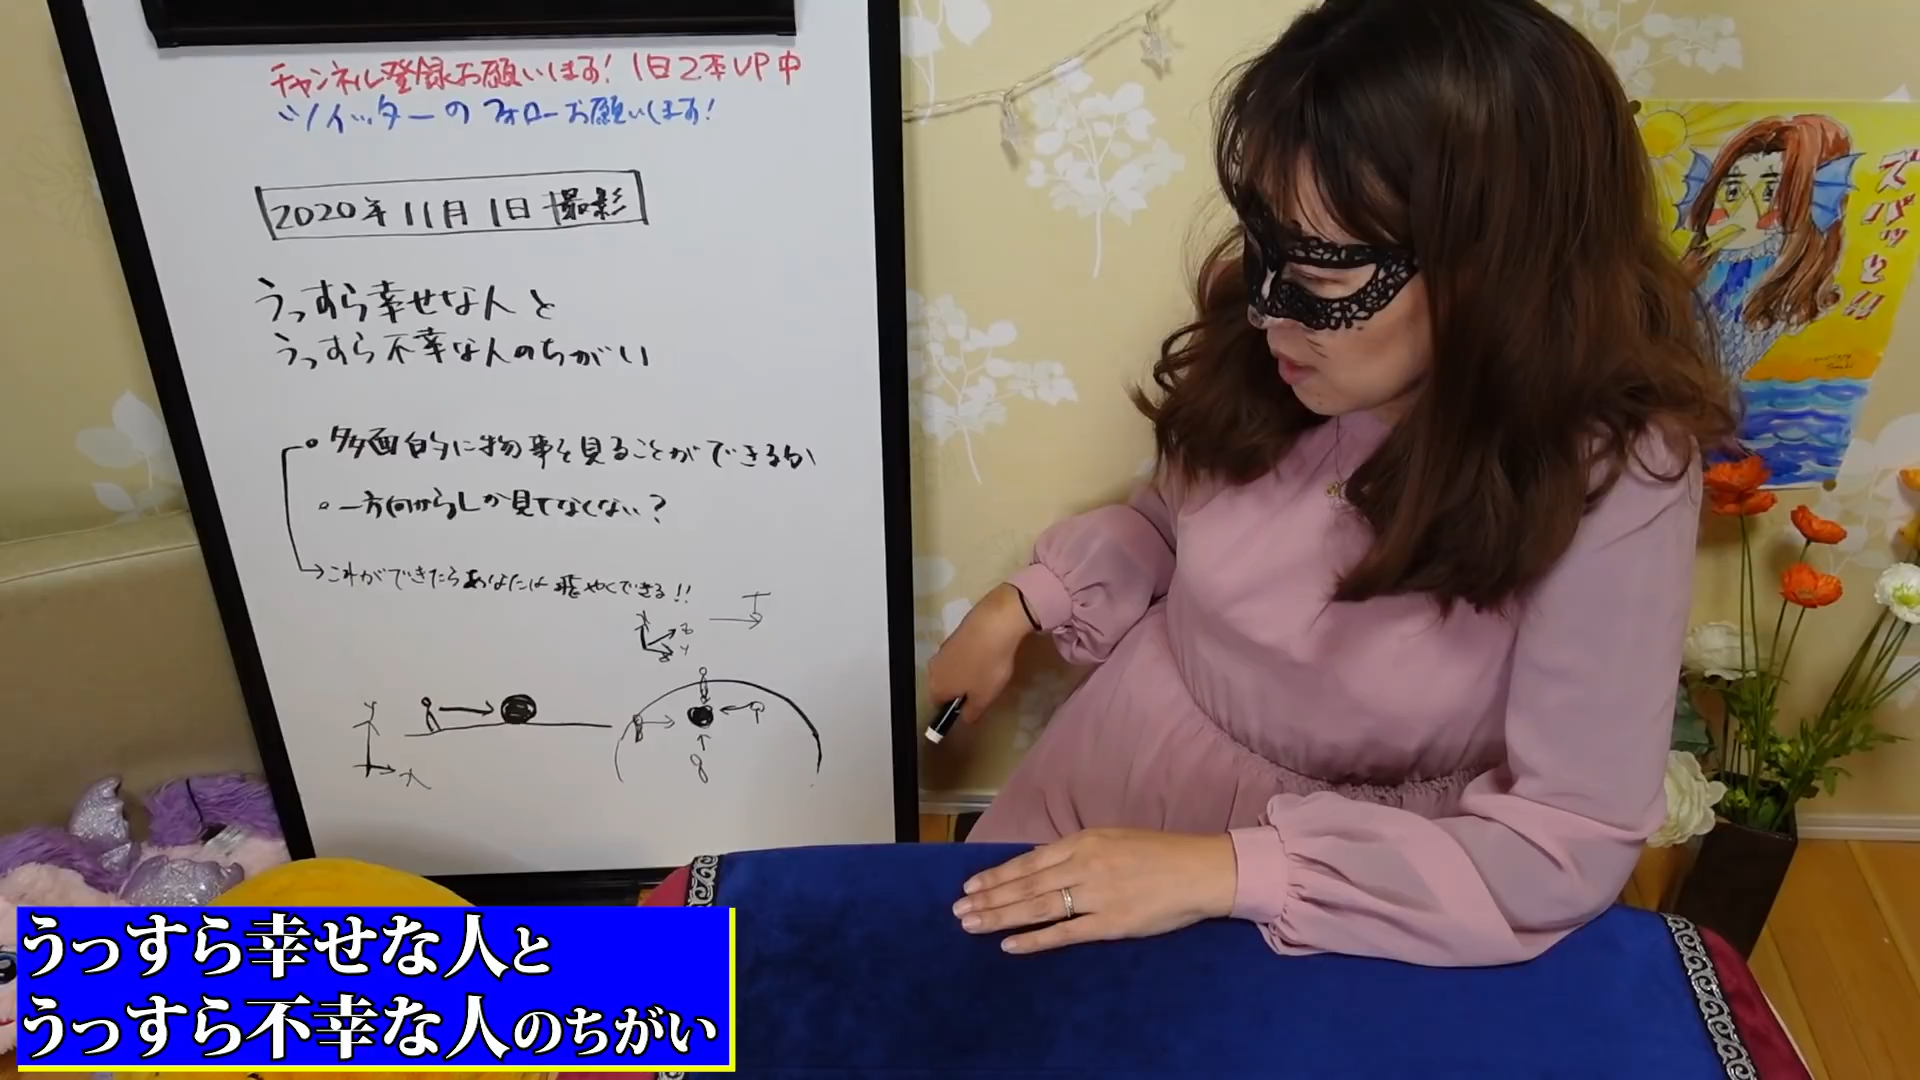 チャンネル登録お願いします! 1日2本UP中
ツイッターのフォローお願いします!
2020年11月1日撮影
うっすら幸せな人と
うっすら不幸な人のちがい
多面的に物事を見ることができるか
一方向からしか見てなくない?
これができたらあなたは飛やくできる!!
Z
Y
y
x
ズバッとり
うっすら幸せな人と
うっすら不幸な人のちがい